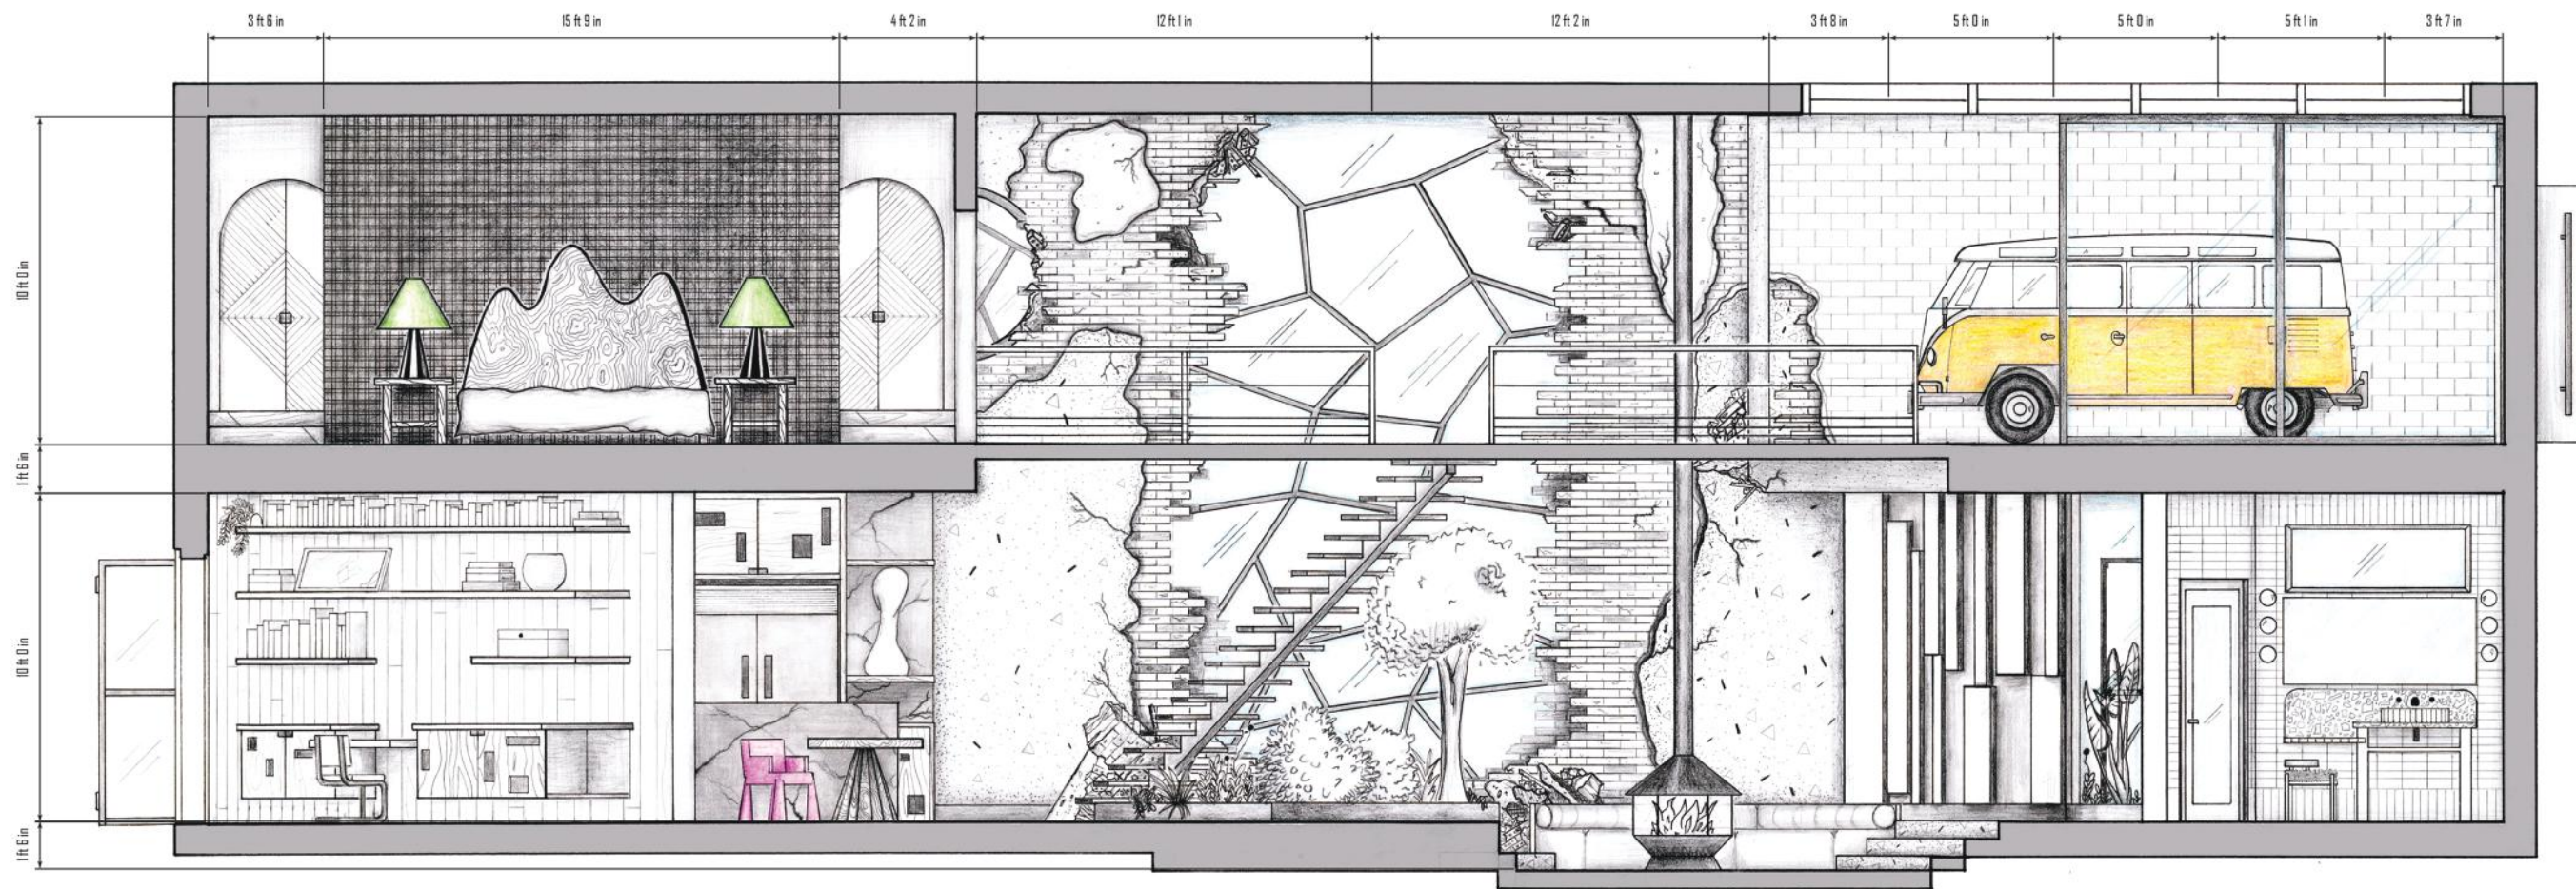 3 ft 6 in
15 ft 9 in
4 ft 2 in
12 ft 1 in
12 ft 2 in
3 ft 8 in
5 ft 0 in
5 ft 0 in
5 ft 1 in
3 ft 7 in
10 ft 0 in
1 ft 6 in
10 ft 0 in
1 ft 6 in